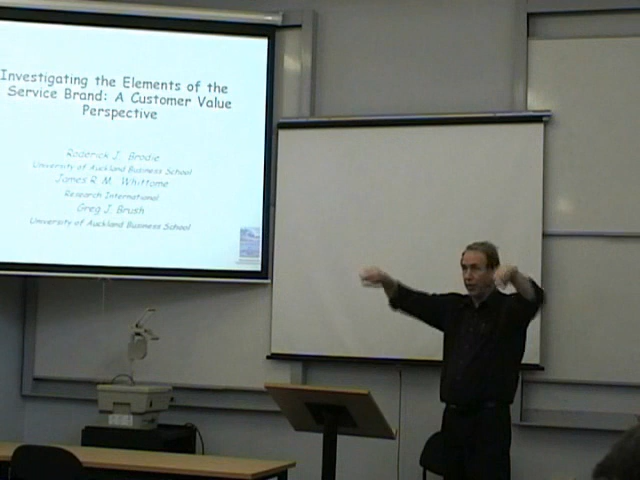 Investigating the Elements of the
Service Brand: A Customer Value
Perspective
Roderick J. Brodie
University of Auckland Business School
James R. M. Whittome
Research International
Greg J. Brush
University of Auckland Business School